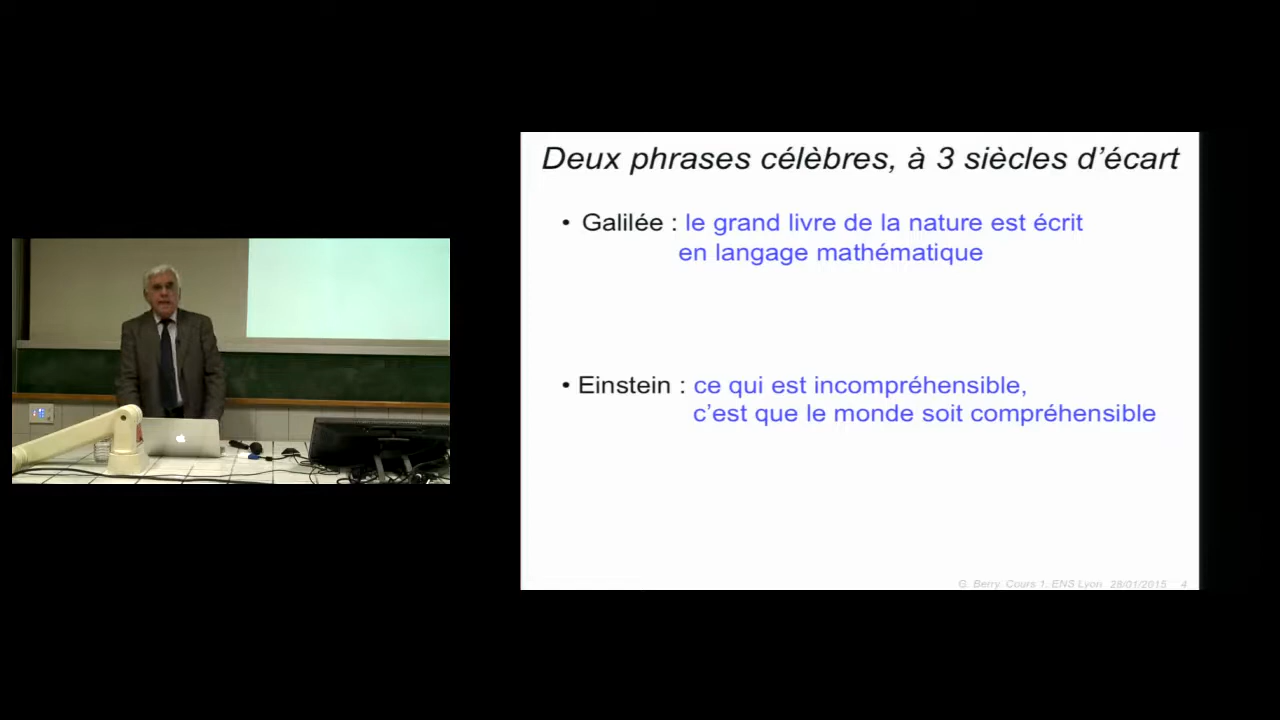 Deux phrases célèbres, à 3 siècles d’écart
• Galilée : le grand livre de la nature est écrit
en langage mathématique
• Einstein : ce qui est incompréhensible,
c’est que le monde soit compréhensible
G. Berry, Cours 1, ENS Lyon 28/01/2015 4